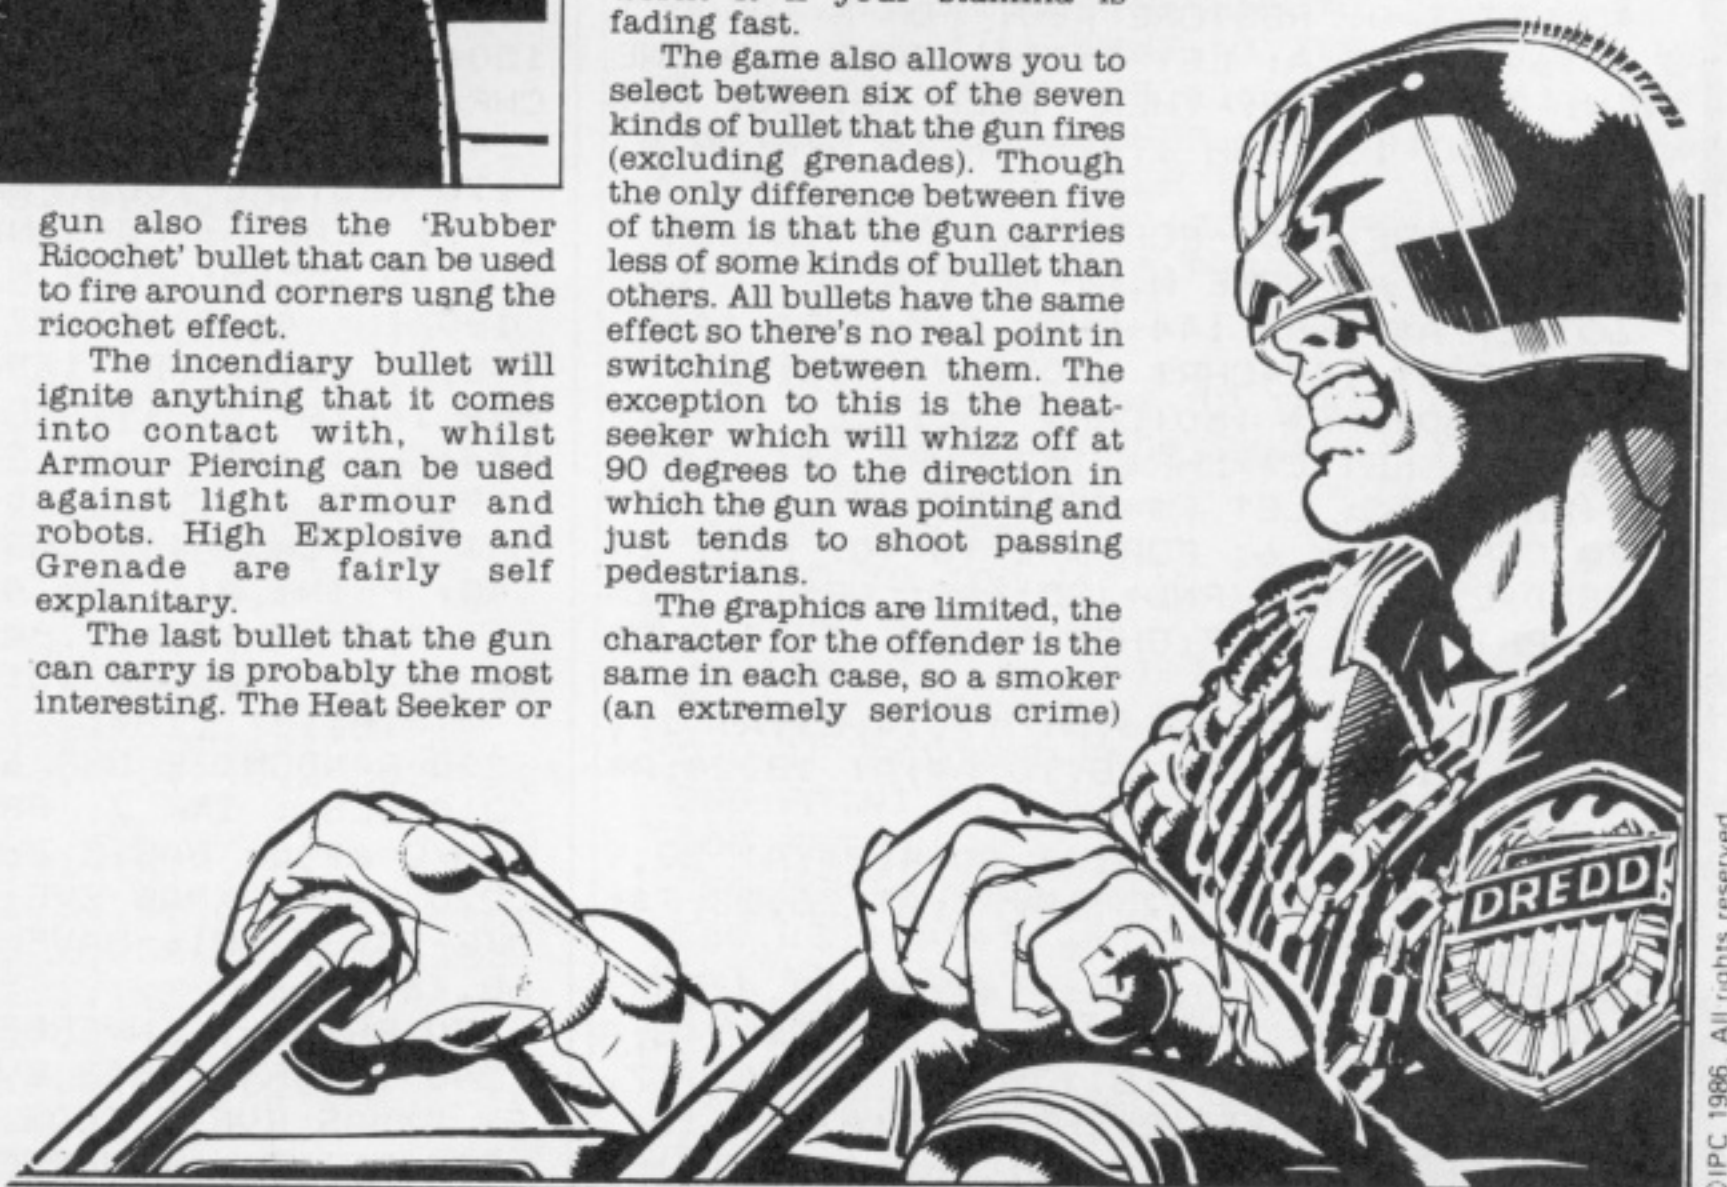 gun also fires the ‘Rubber
Ricochet’ bullet that can be used
to fire around corners usng the
ricochet effect.
The incendiary bullet will
ignite anything that it comes
into contact with, whilst
Armour Piercing can be used
against light armour and
robots. High Explosive and
Grenade are fairly self
explanitary.
The last bullet that the gun
can carry is probably the most
interesting. The Heat Seeker or
fading fast.
The game also allows you to
select between six of the seven
kinds of bullet that the gun fires
(excluding grenades). Though
the only difference between five
of them is that the gun carries
less of some kinds of bullet than
others. All bullets have the same
effect so there's no real point in
switching between them. The
exception to this is the heat-
seeker which will whizz off at
90 degrees to the direction in
which the gun was pointing and
just tends to shoot passing
pedestrians.
The graphics are limited, the
character for the offender is the
same in each case, so a smoker
(an extremely serious crime)
DREDD
©IPC 1986. All rights reserved